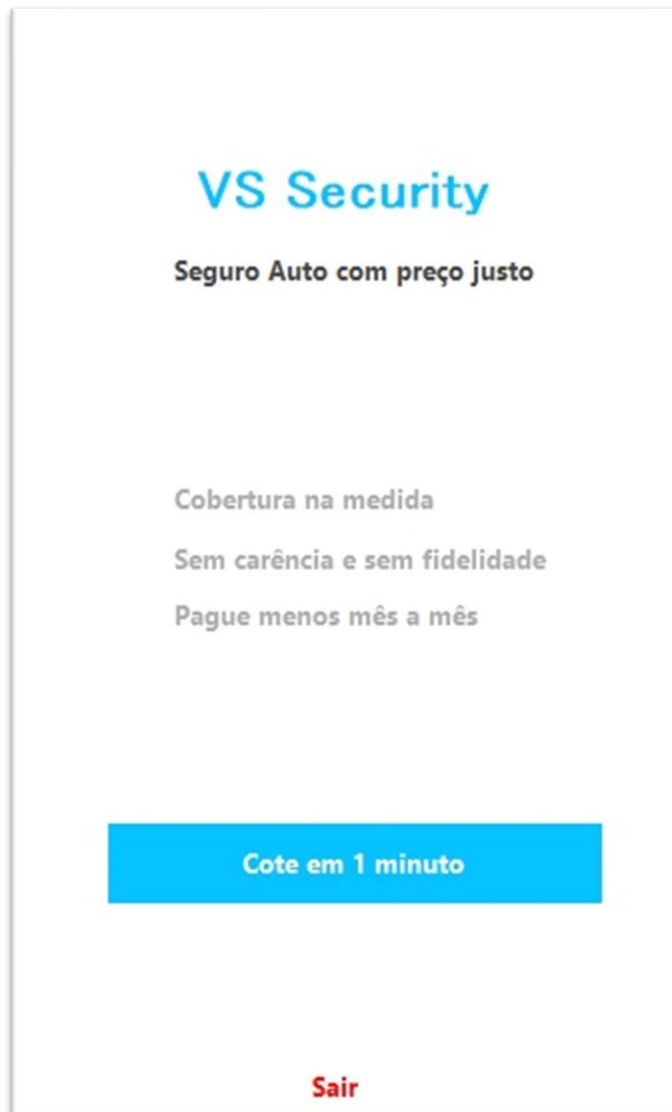 VS Security
Seguro Auto com preço justo
Cobertura na medida
Sem carência e sem fidelidade
Pague menos mês a mês
Cote em 1 minuto
Sair